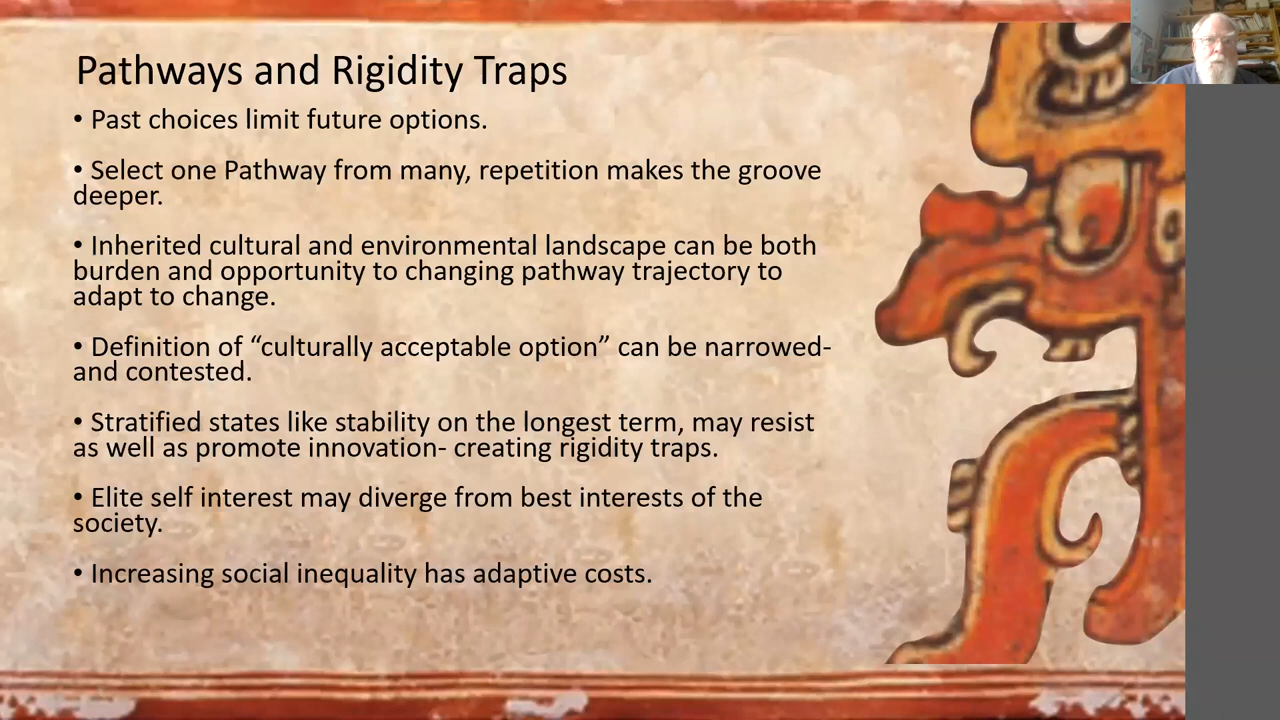 Pathways and Rigidity Traps
• Past choices limit future options.
• Select one Pathway from many, repetition makes the groove
deeper.
• Inherited cultural and environmental landscape can be both
burden and opportunity to changing pathway trajectory to
adapt to change.
• Definition of “culturally acceptable option” can be narrowed-
and contested.
• Stratified states like stability on the longest term, may resist
as well as promote innovation- creating rigidity traps.
• Elite self interest may diverge from best interests of the
society.
• Increasing social inequality has adaptive costs.